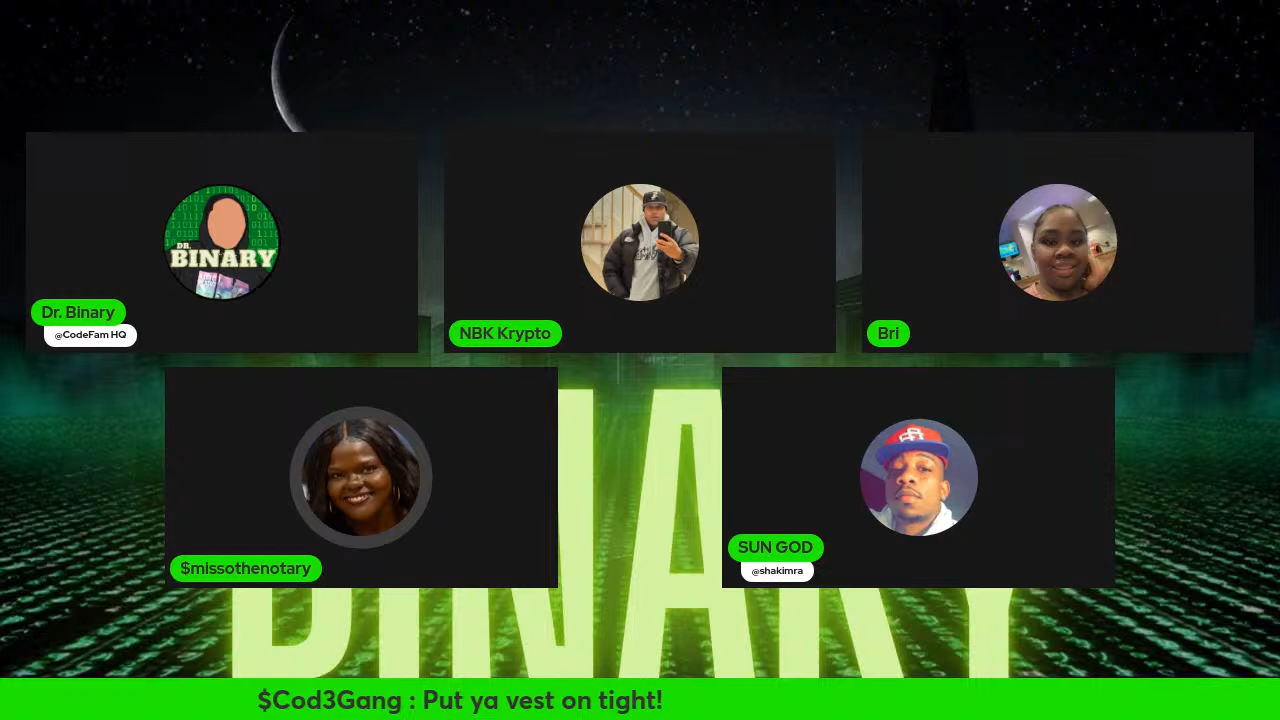 DR.
BINARY
Dr. Binary
@CodeFam HQ
NBK Krypto
Bri
$missothenotary
SUN GOD
@shakimra
BINARY
$Cod3Gang : Put ya vest on tight!